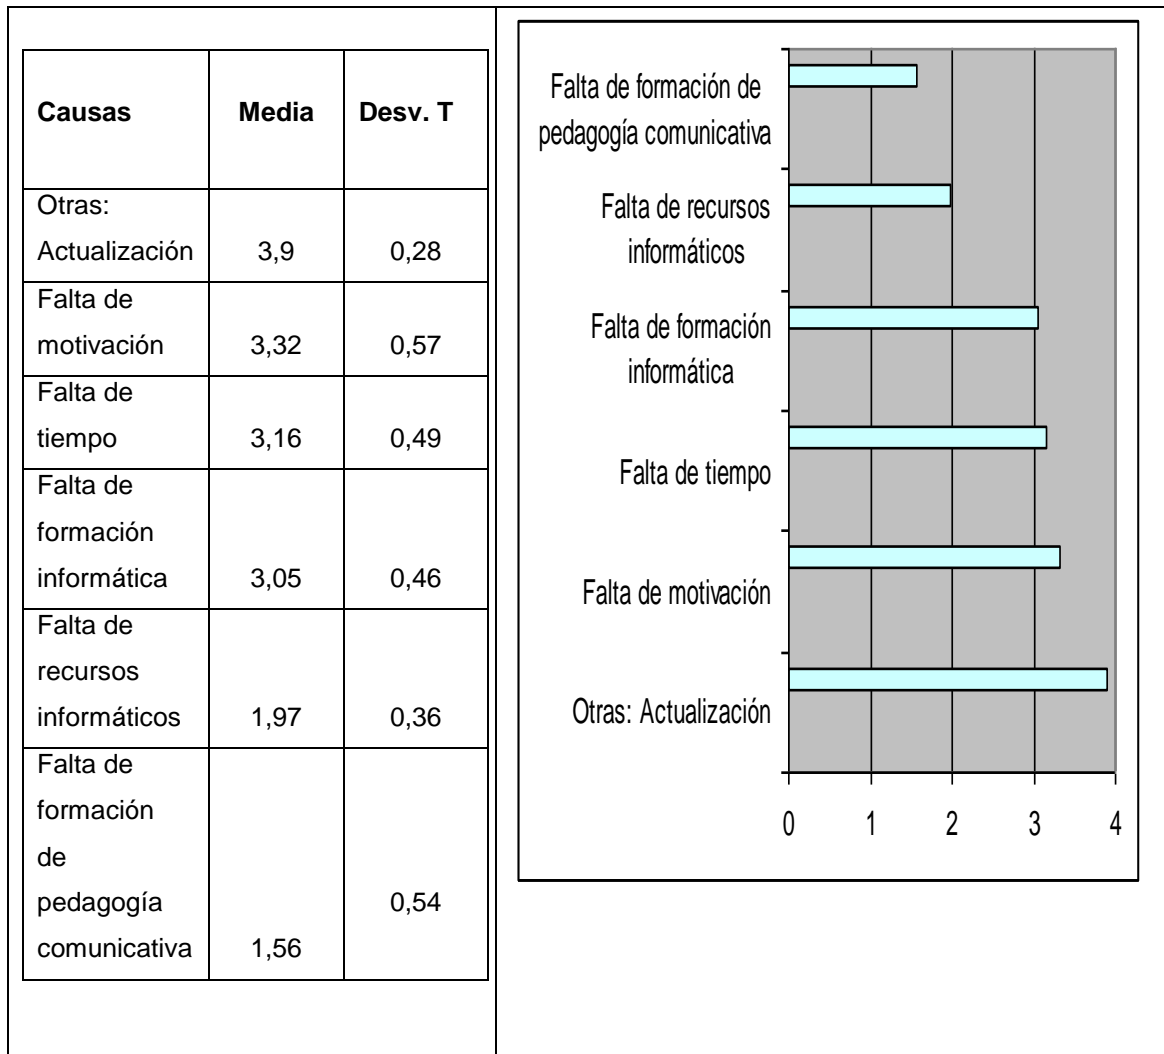 Causas Media Desv. T
Otras:
Actualización 3,9 0,28
Falta de
motivación 3,32 0,57
Falta de
tiempo 3,16 0,49
Falta de
formación
informática 3,05 0,46
Falta de
recursos
informáticos 1,97 0,36
Falta de
formación
de
pedagogía 0,54
comunicativa 1,56
Falta de formación de
pedagogía comunicativa
Falta de recursos
informáticos
Falta de formación
informática
Falta de tiempo
Falta de motivación
Otras: Actualización
0 1 2 3 4